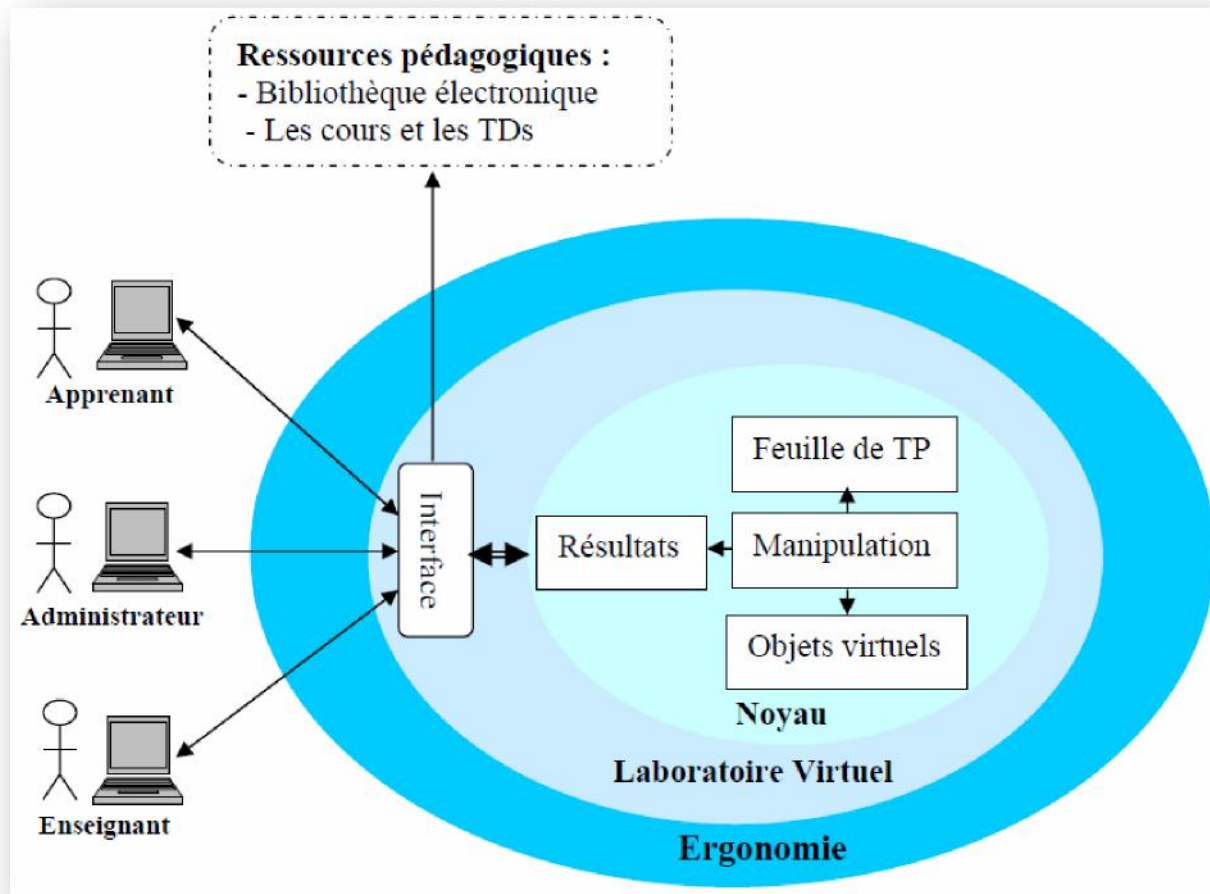 Ressources pédagogiques :
- Bibliothèque électronique
- Les cours et les TDs
Apprenant
Administrateur
Enseignant
Interface
Résultats
Feuille de TP
Manipulation
Objets virtuels
Noyau
Laboratoire Virtuel
Ergonomie